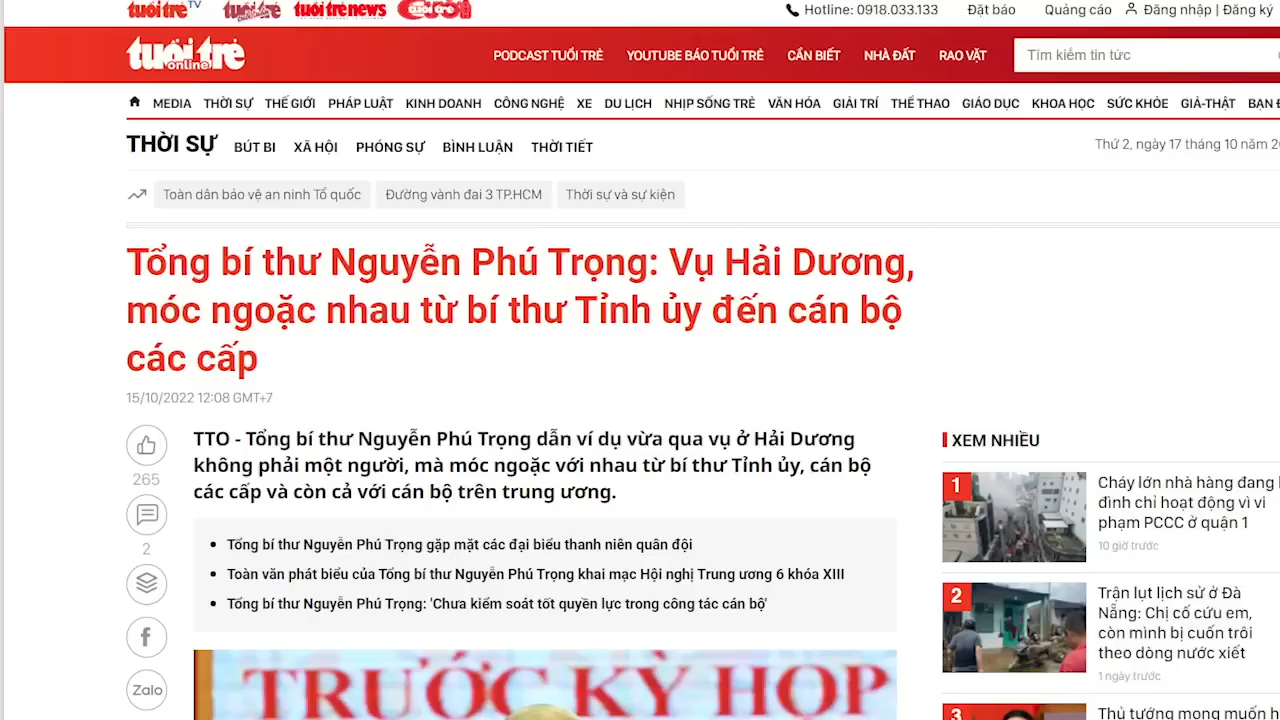 tuổi trẻ TV
tuổi trẻ
tuổi trẻ news
Hotline: 0918.033.133
Đặt báo
Quảng cáo
Đăng nhập | Đăng ký
tuổi trẻ
online
PODCAST TUỔI TRẺ
YOUTUBE BÁO TUỔI TRẺ
CẦN BIẾT
NHÀ ĐẤT
RAO VẶT
Tìm kiếm tin tức
MEDIA THỜI SỰ THẾ GIỚI PHÁP LUẬT KINH DOANH CÔNG NGHỆ XE DU LỊCH NHỊP SỐNG TRẺ VĂN HÓA GIẢI TRÍ THỂ THAO GIÁO DỤC KHOA HỌC SỨC KHỎE GIẢ-THẬT BẠN
THỜI SỰ BÚT BI XÃ HỘI PHÓNG SỰ BÌNH LUẬN THỜI TIẾT
Thứ 2, ngày 17 tháng 10 năm
Toàn dân bảo vệ an ninh Tổ quốc
Đường vành đai 3 TP.HCM
Thời sự và sự kiện
Tổng bí thư Nguyễn Phú Trọng: Vụ Hải Dương,
móc ngoặc nhau từ bí thư Tỉnh ủy đến cán bộ
các cấp
15/10/2022 12:08 GMT+7
265
2
Zalo
TTO - Tổng bí thư Nguyễn Phú Trọng dẫn ví dụ vừa qua vụ ở Hải Dương
không phải một người, mà móc ngoặc với nhau từ bí thư Tỉnh ủy, cán bộ
các cấp và còn cả với cán bộ trên trung ương.
Tổng bí thư Nguyễn Phú Trọng gặp mặt các đại biểu thanh niên quân đội
Toàn văn phát biểu của Tổng bí thư Nguyễn Phú Trọng khai mạc Hội nghị Trung ương 6 khóa XIII
Tổng bí thư Nguyễn Phú Trọng: 'Chưa kiểm soát tốt quyền lực trong công tác cán bộ'
TRƯỚC KỲ HỌP
XEM NHIỀU
1
Cháy lớn nhà hàng đang
đình chỉ hoạt động vì vi
phạm PCCC ở quận 1
10 giờ trước
2
Trận lụt lịch sử ở Đà
Nẵng: Chị cố cứu em,
còn mình bị cuốn trôi
theo dòng nước xiết
1 ngày trước
3
Thủ tướng mong muốn